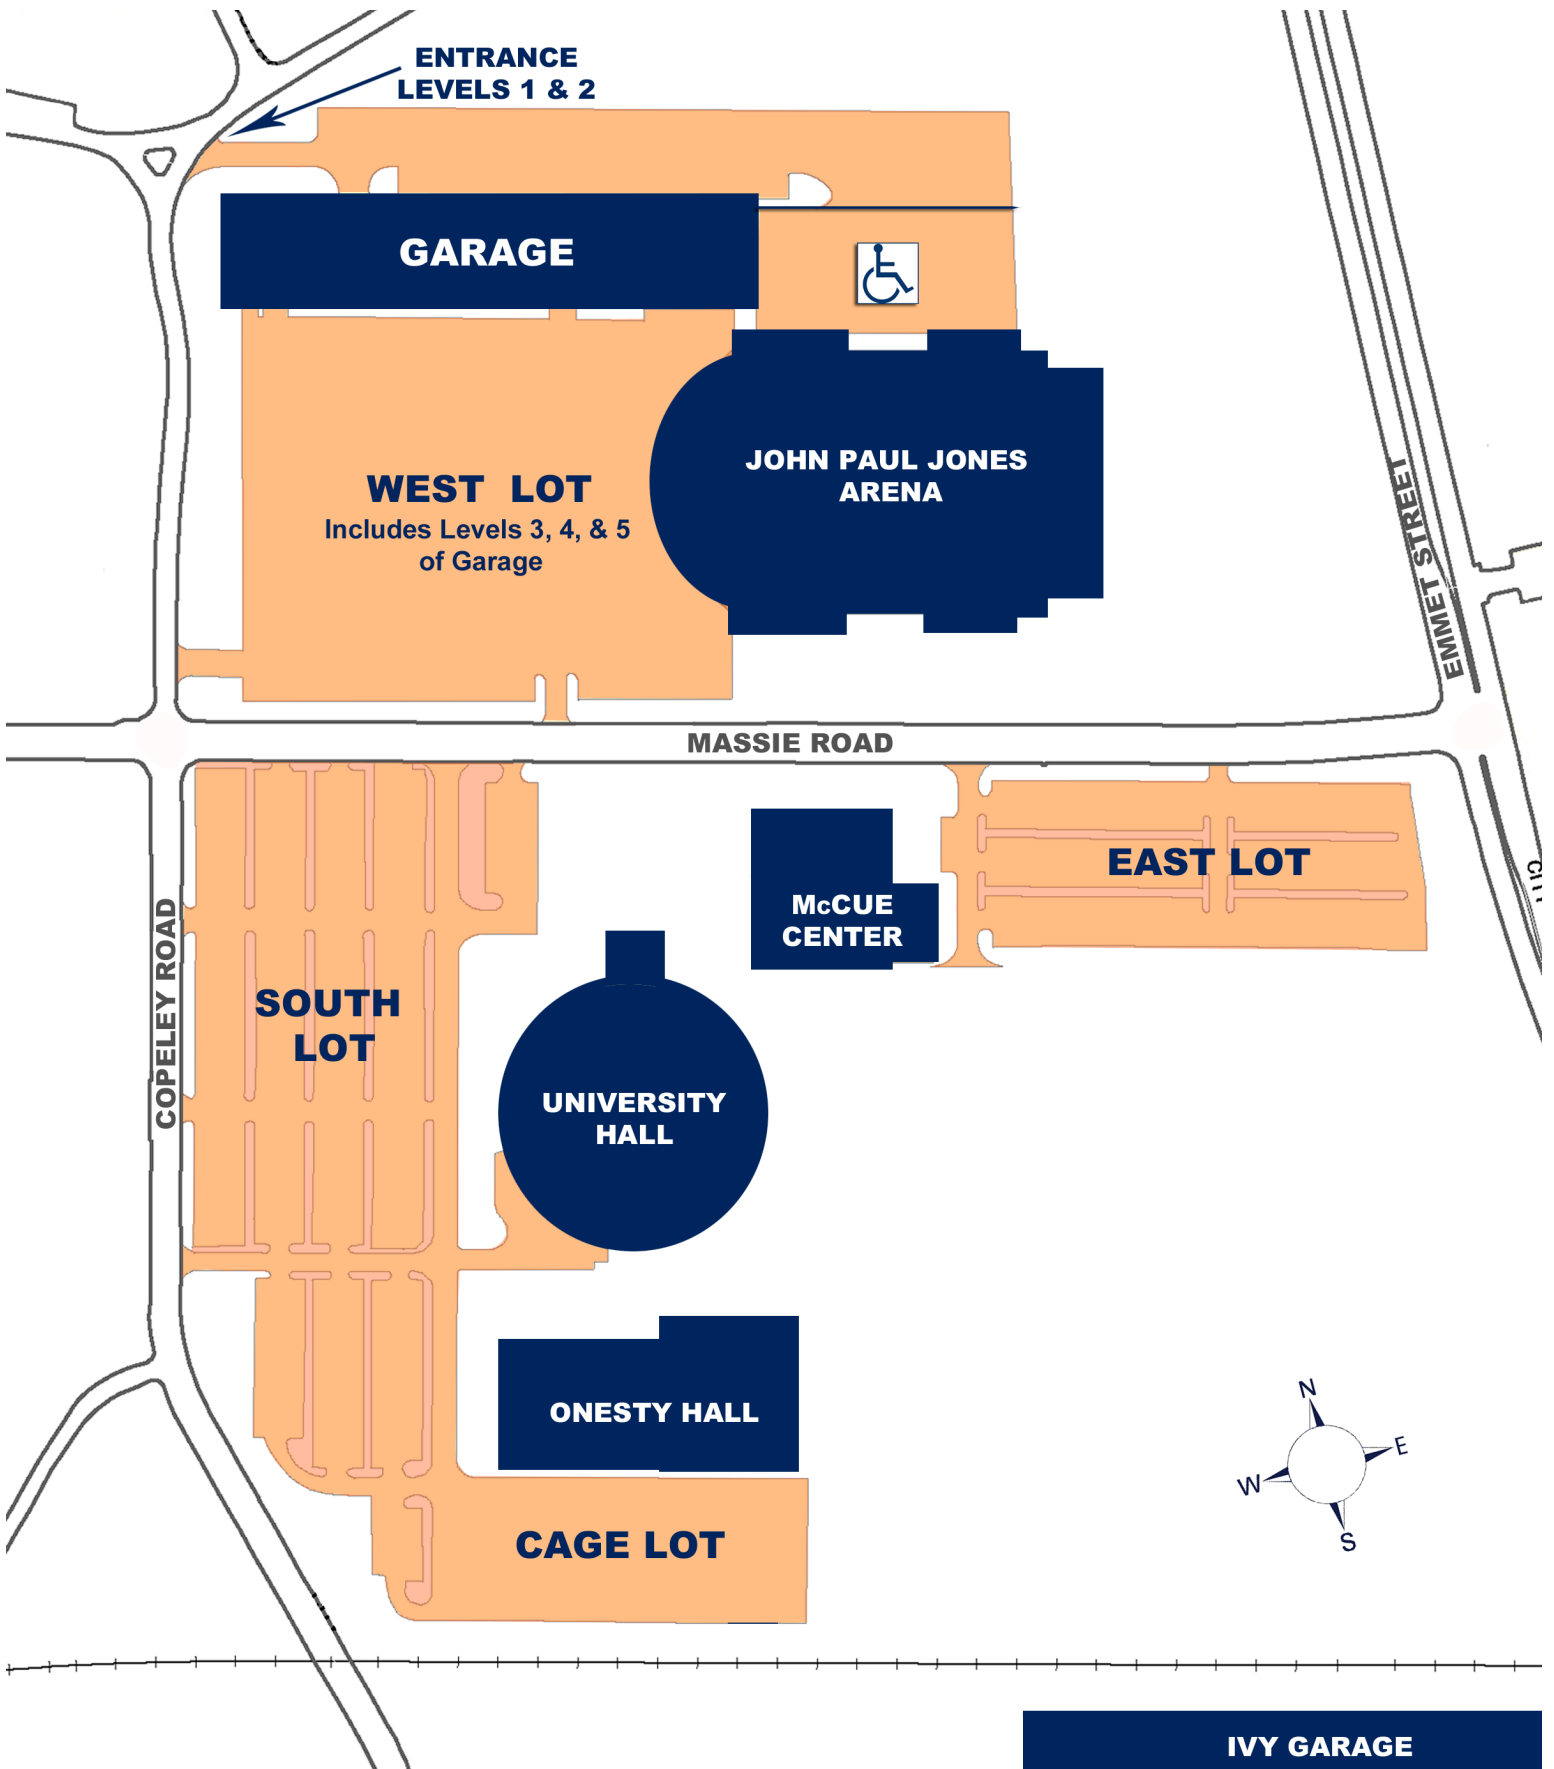 ENTRANCE
LEVELS 1 & 2
GARAGE
JOHN PAUL JONES
ARENA
WEST LOT
Includes Levels 3, 4, & 5
of Garage
EMMET STREET
MASSIE ROAD
EAST LOT
McCUE
CENTER
COPELEY ROAD
SOUTH
LOT
UNIVERSITY
HALL
ONESTY HALL
N
E
W
S
CAGE LOT
IVY GARAGE